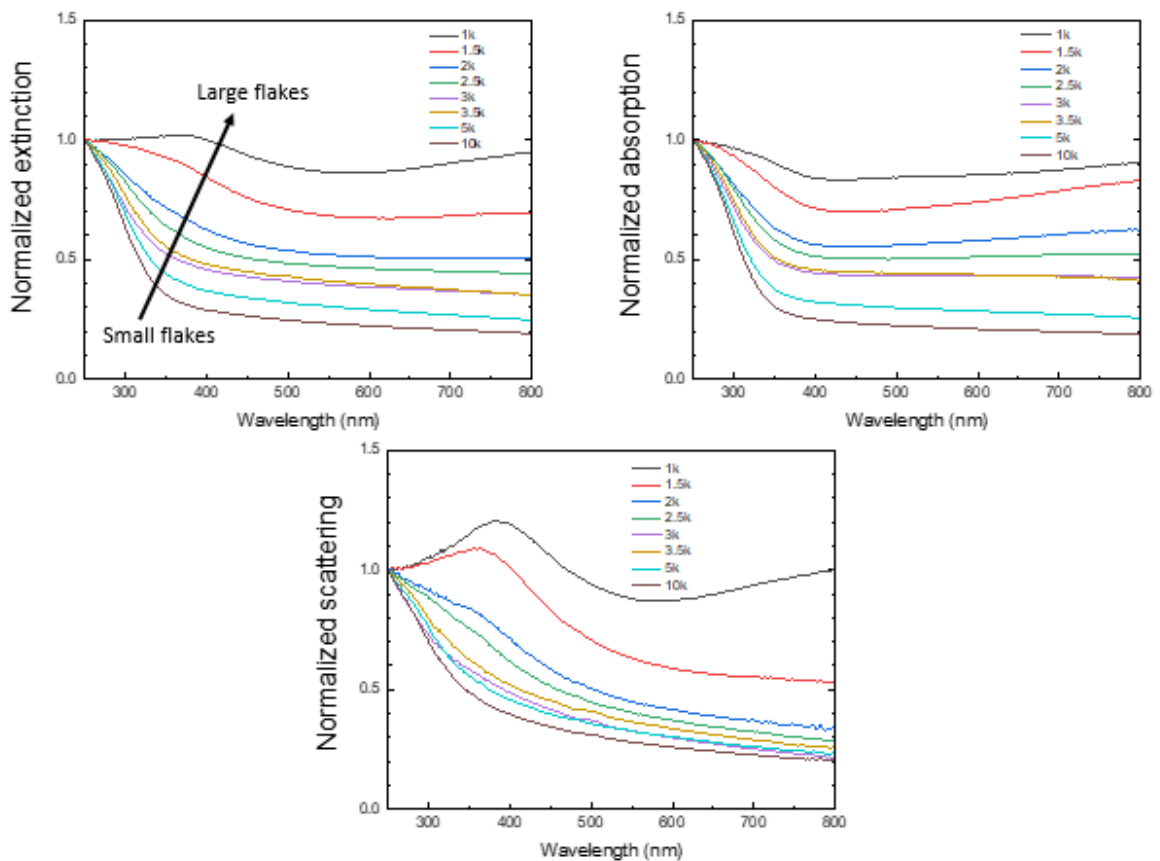 Normalized extinction
1.5
1.0
0.5
0.0
300
400
500
600
700
800
Wavelength (nm)
1k
1.5k
2k
2.5k
3k
3.5k
5k
10k
Large flakes
Small flakes
Normalized absorption
1.5
1.0
0.5
0.0
300
400
500
600
700
800
Wavelength (nm)
1k
1.5k
2k
2.5k
3k
3.5k
5k
10k
Normalized scattering
1.5
1.0
0.5
0.0
300
400
500
600
700
800
Wavelength (nm)
1k
1.5k
2k
2.5k
3k
3.5k
5k
10k